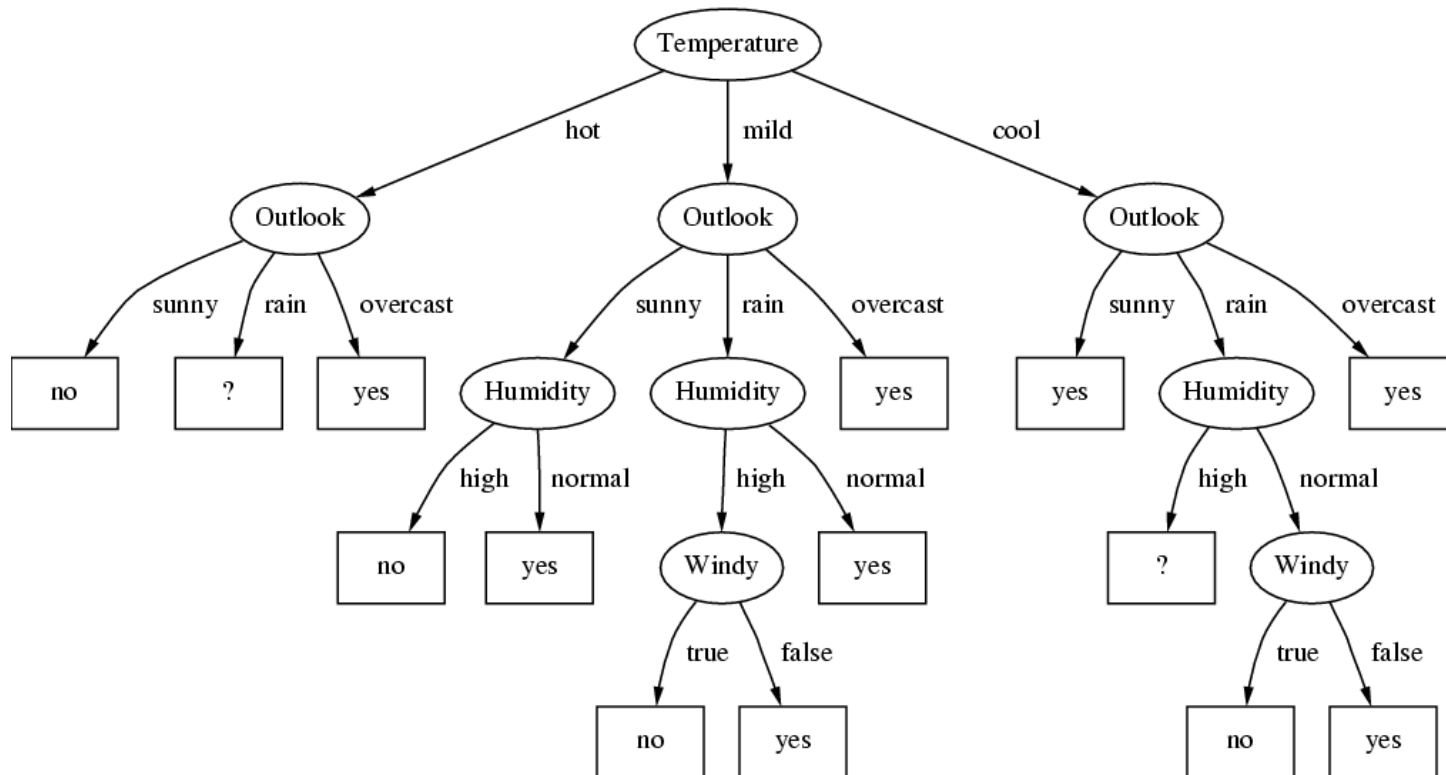 Temperature
hot mild cool
Outlook Outlook Outlook
sunny rain overcast sunny rain overcast sunny rain overcast
no ? yes Humidity Humidity yes yes Humidity yes
high normal high normal high normal
no yes Windy yes ? Windy
true false true false
no yes no yes